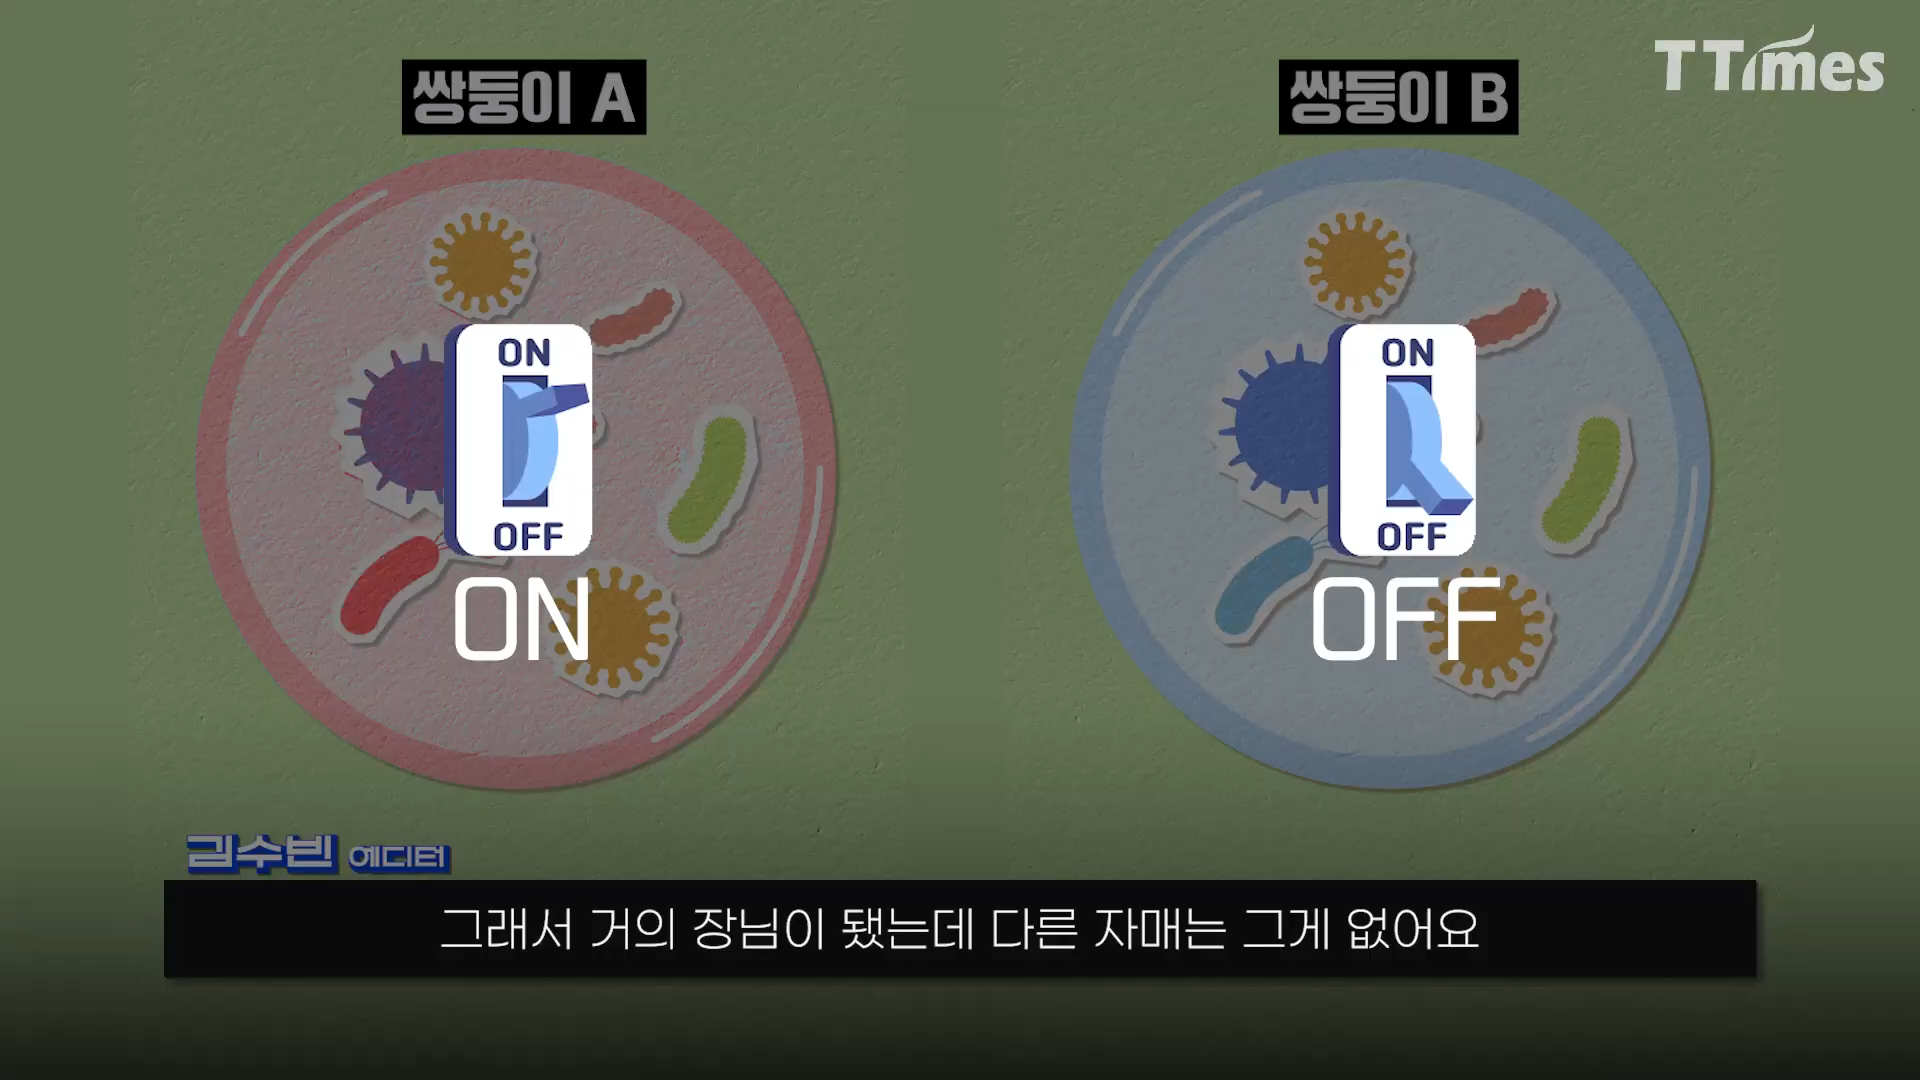 쌍둥이 A
쌍둥이 B
TTimes
ON
OFF
ON
ON
OFF
OFF
김수빈 에디터
그래서 거의 장님이 됐는데 다른 자매는 그게 없어요